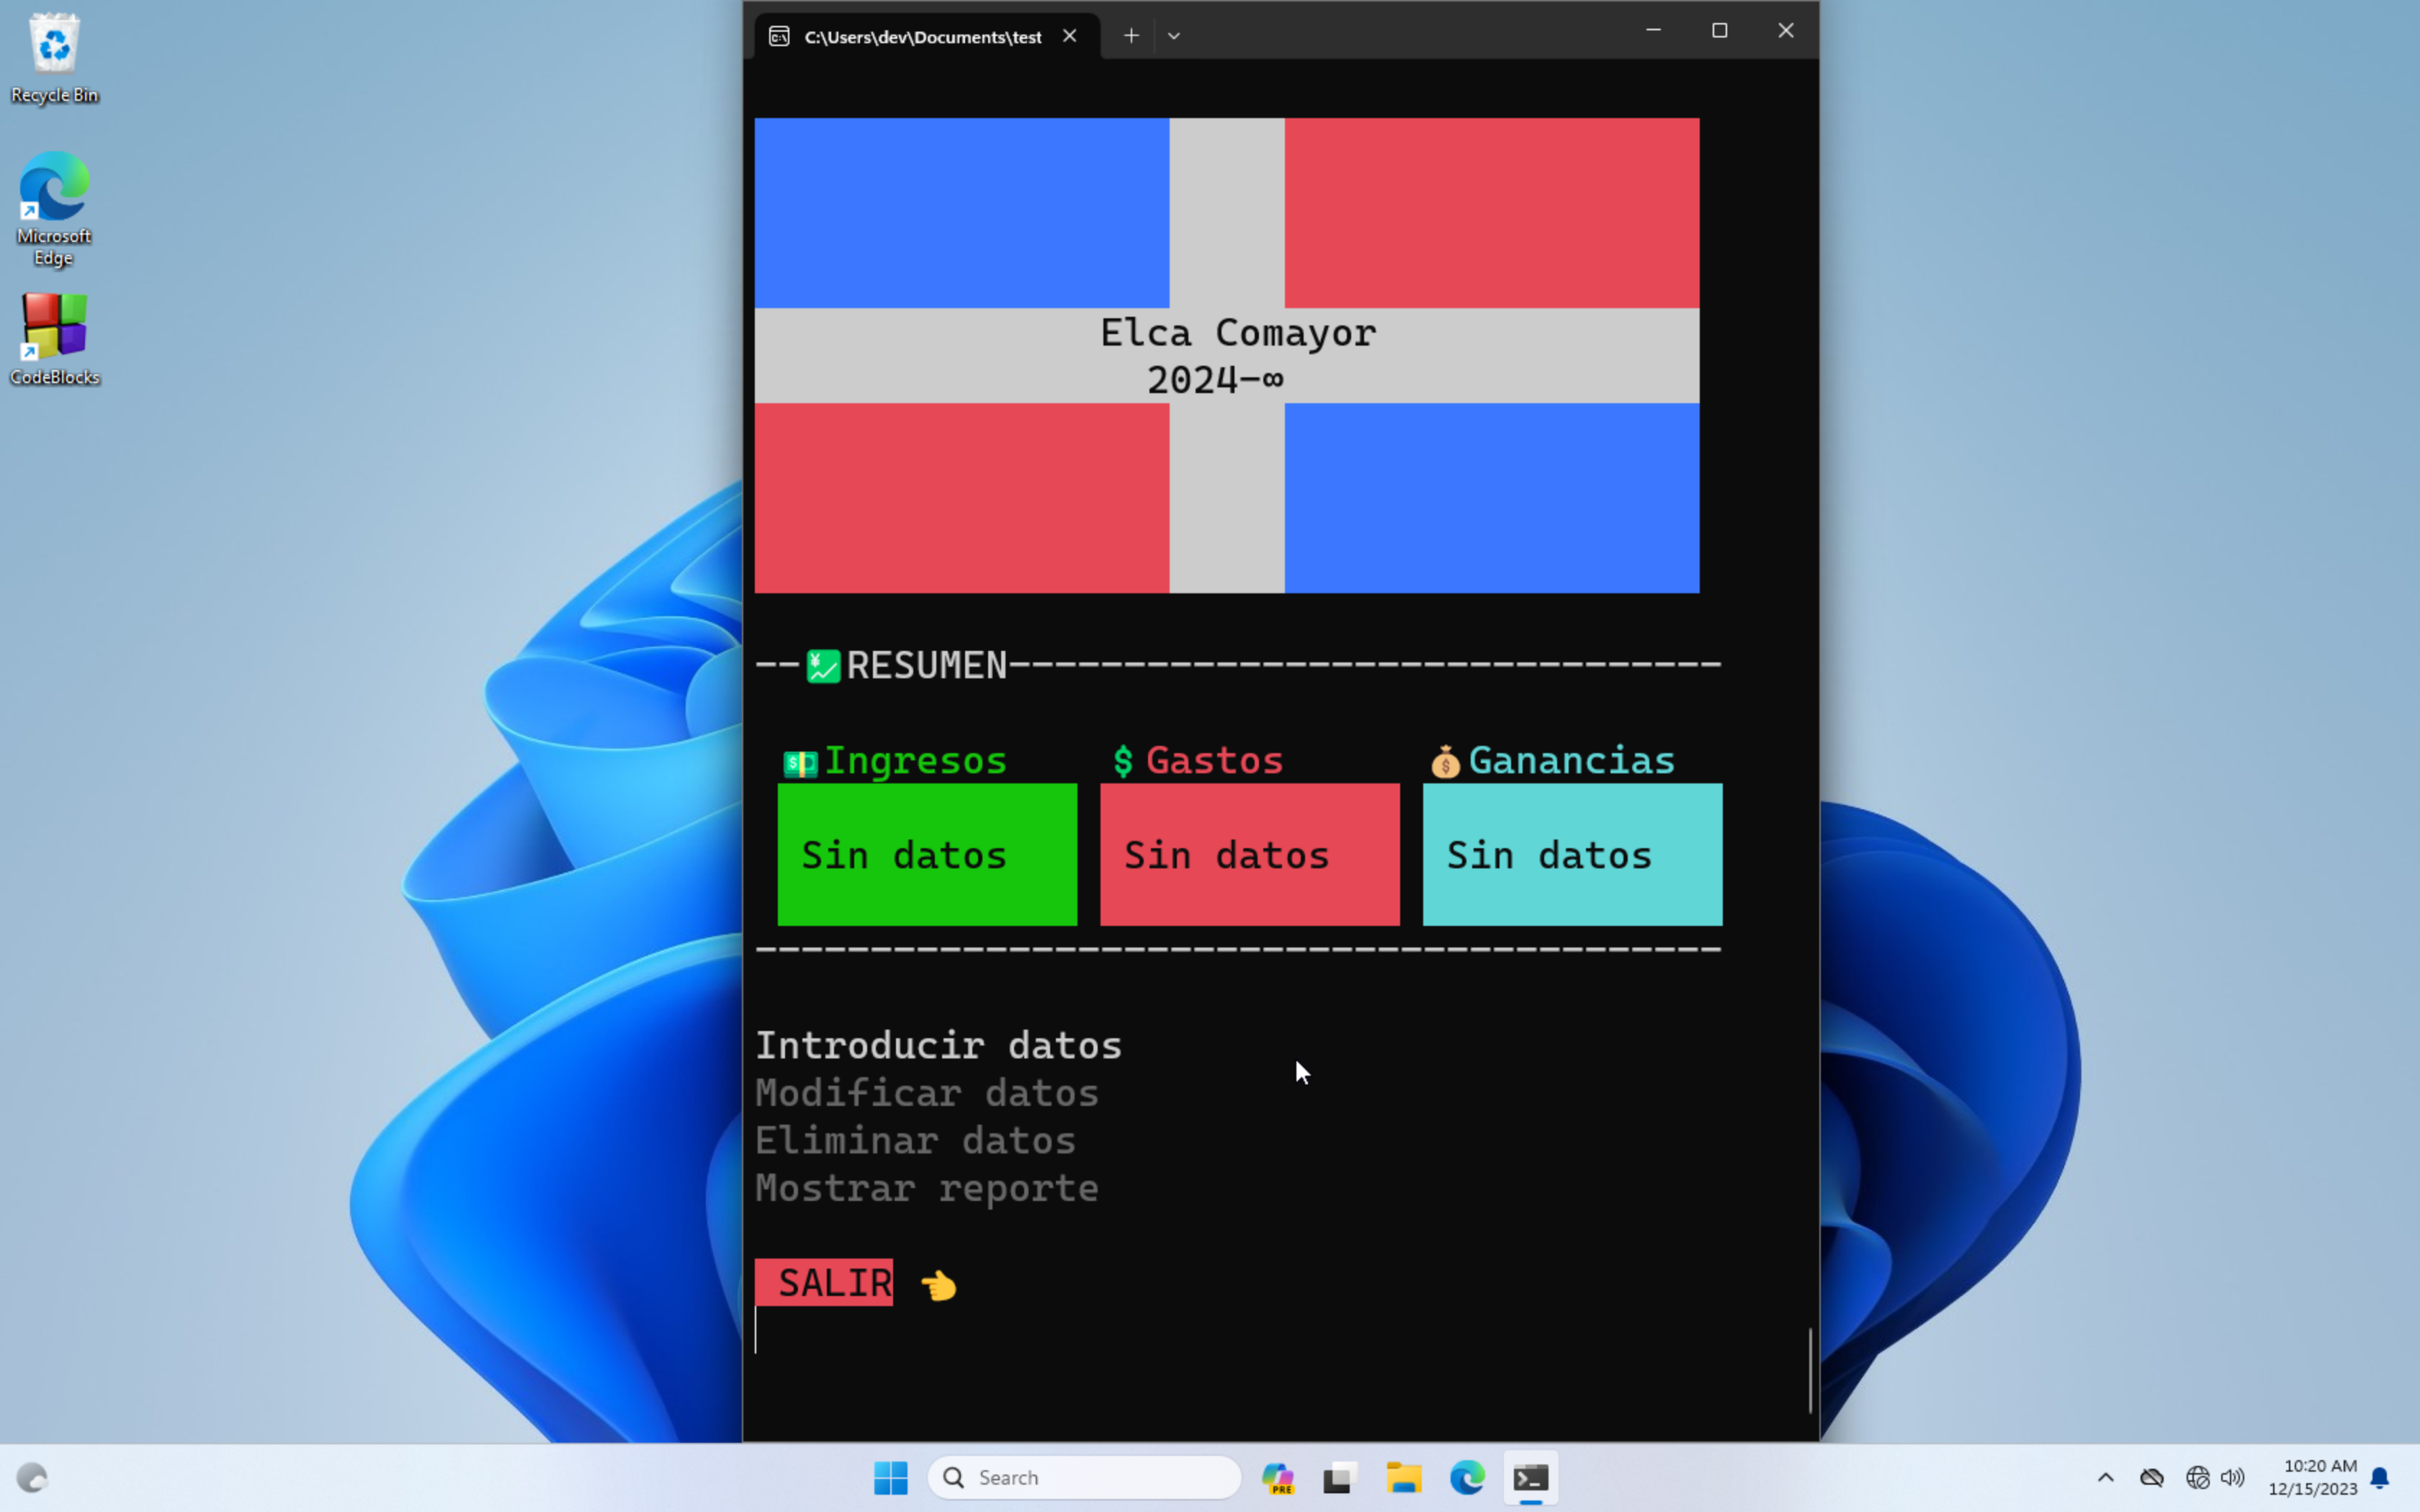 Recycle Bin
Microsoft
Edge
CodeBlocks
C:\Users\dev\Documents\test
Elca Comayor
2024-∞
--💹RESUMEN-------------------------------
💵Ingresos 💲Gastos 💰Ganancias
Sin datos Sin datos Sin datos
------------------------------------------
Introducir datos
Modificar datos
Eliminar datos
Mostrar reporte
SALIR 👈
Search
PRE
10:20 AM
12/15/2023